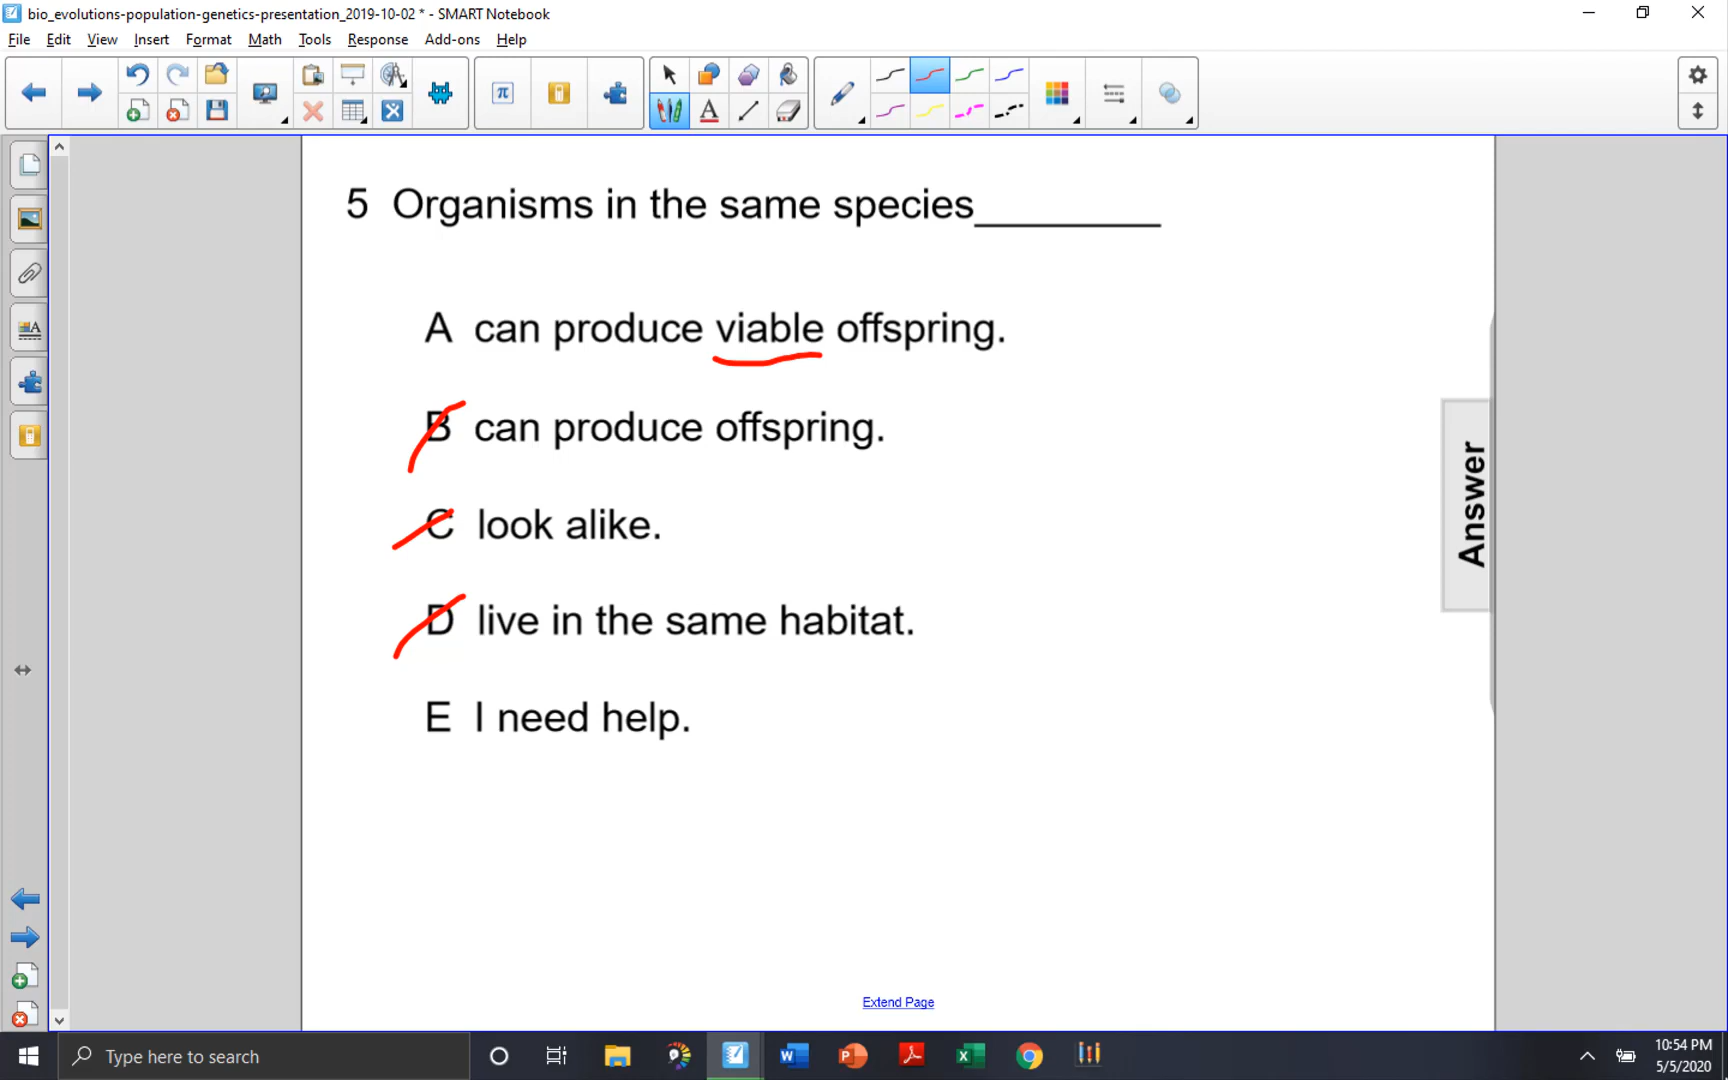 bio_evolutions-population-genetics-presentation_2019-10-02 * - SMART Notebook
File Edit View Insert Format Math Tools Response Add-ons Help
5 Organisms in the same species_________
A can produce viable offspring.
B can produce offspring.
C look alike.
D live in the same habitat.
E I need help.
Answer
Extend Page
Type here to search
10:54 PM
5/5/2020